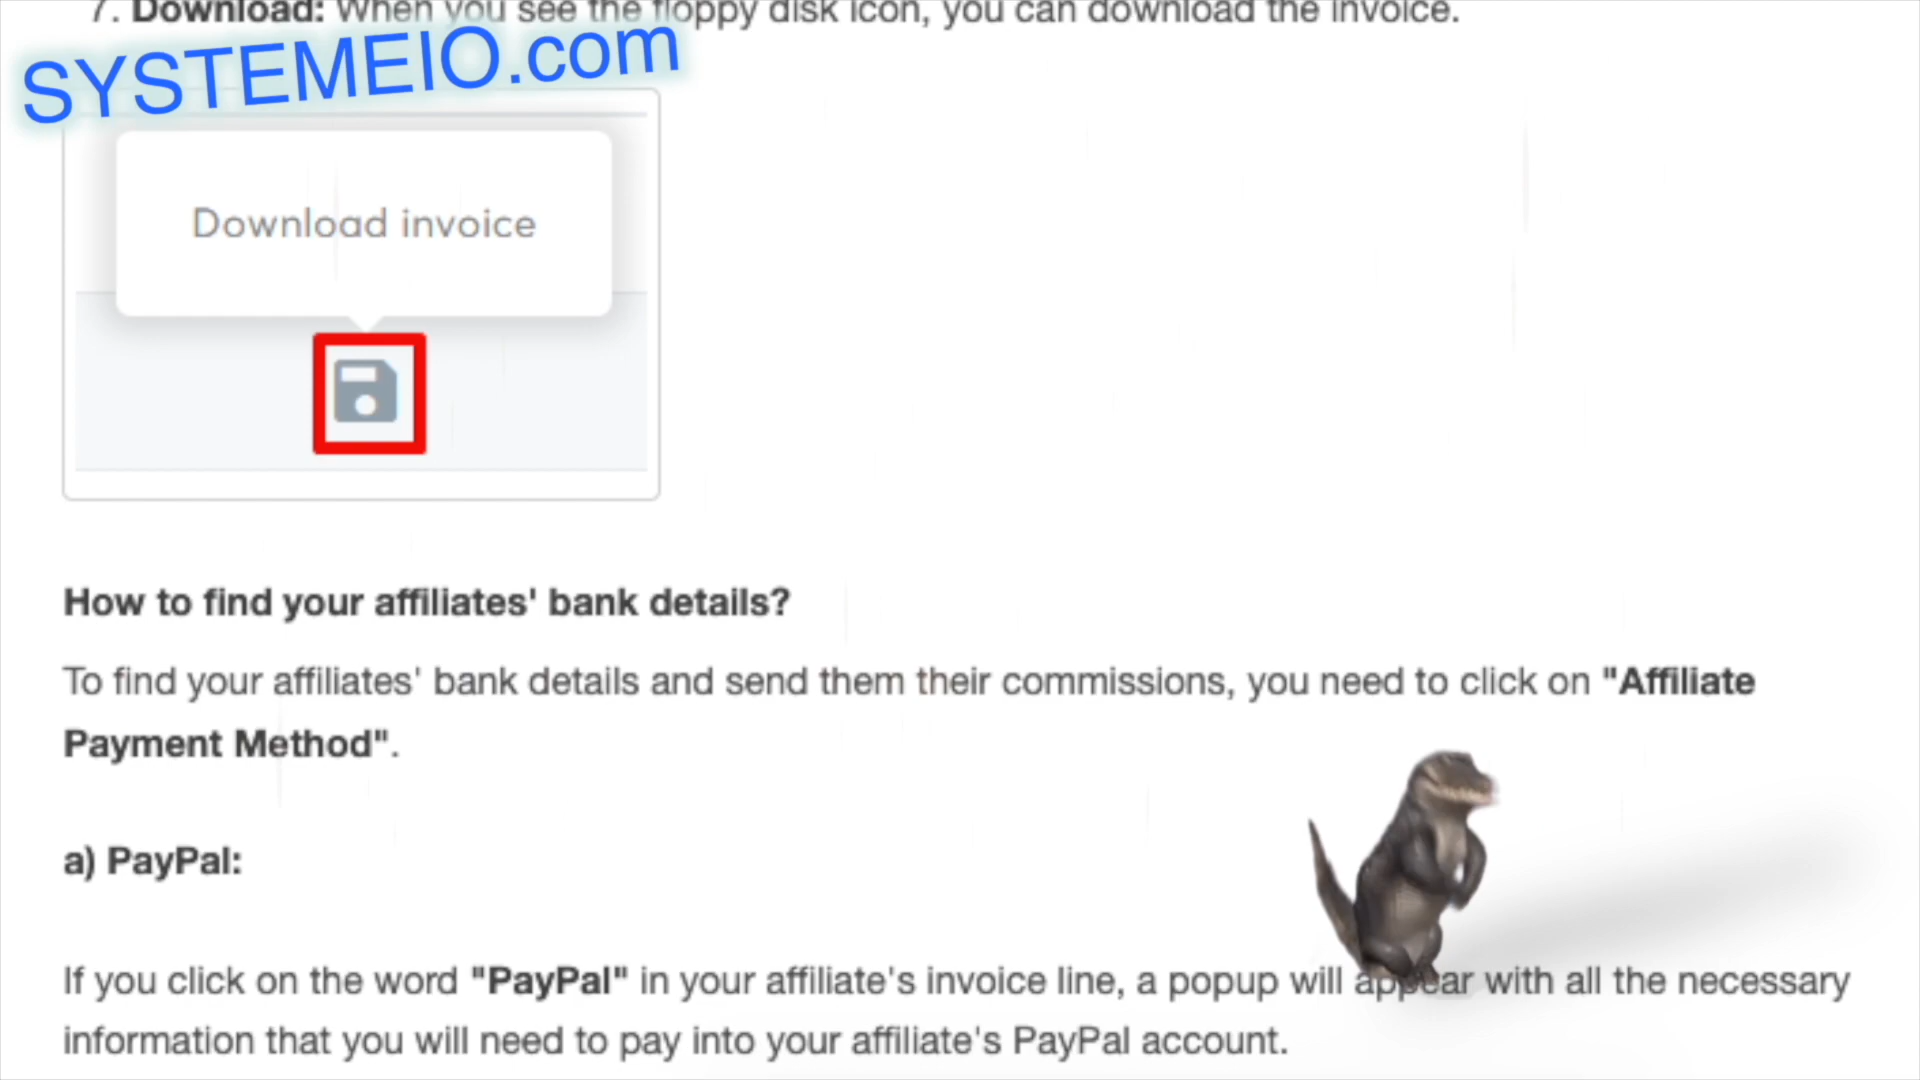 7. Download: When you see the floppy disk icon, you can download the invoice.
SYSTEMEIO.com
Download invoice
How to find your affiliates' bank details?
To find your affiliates' bank details and send them their commissions, you need to click on "Affiliate
Payment Method".
a) PayPal:
If you click on the word "PayPal" in your affiliate's invoice line, a popup will appear with all the necessary
information that you will need to pay into your affiliate's PayPal account.